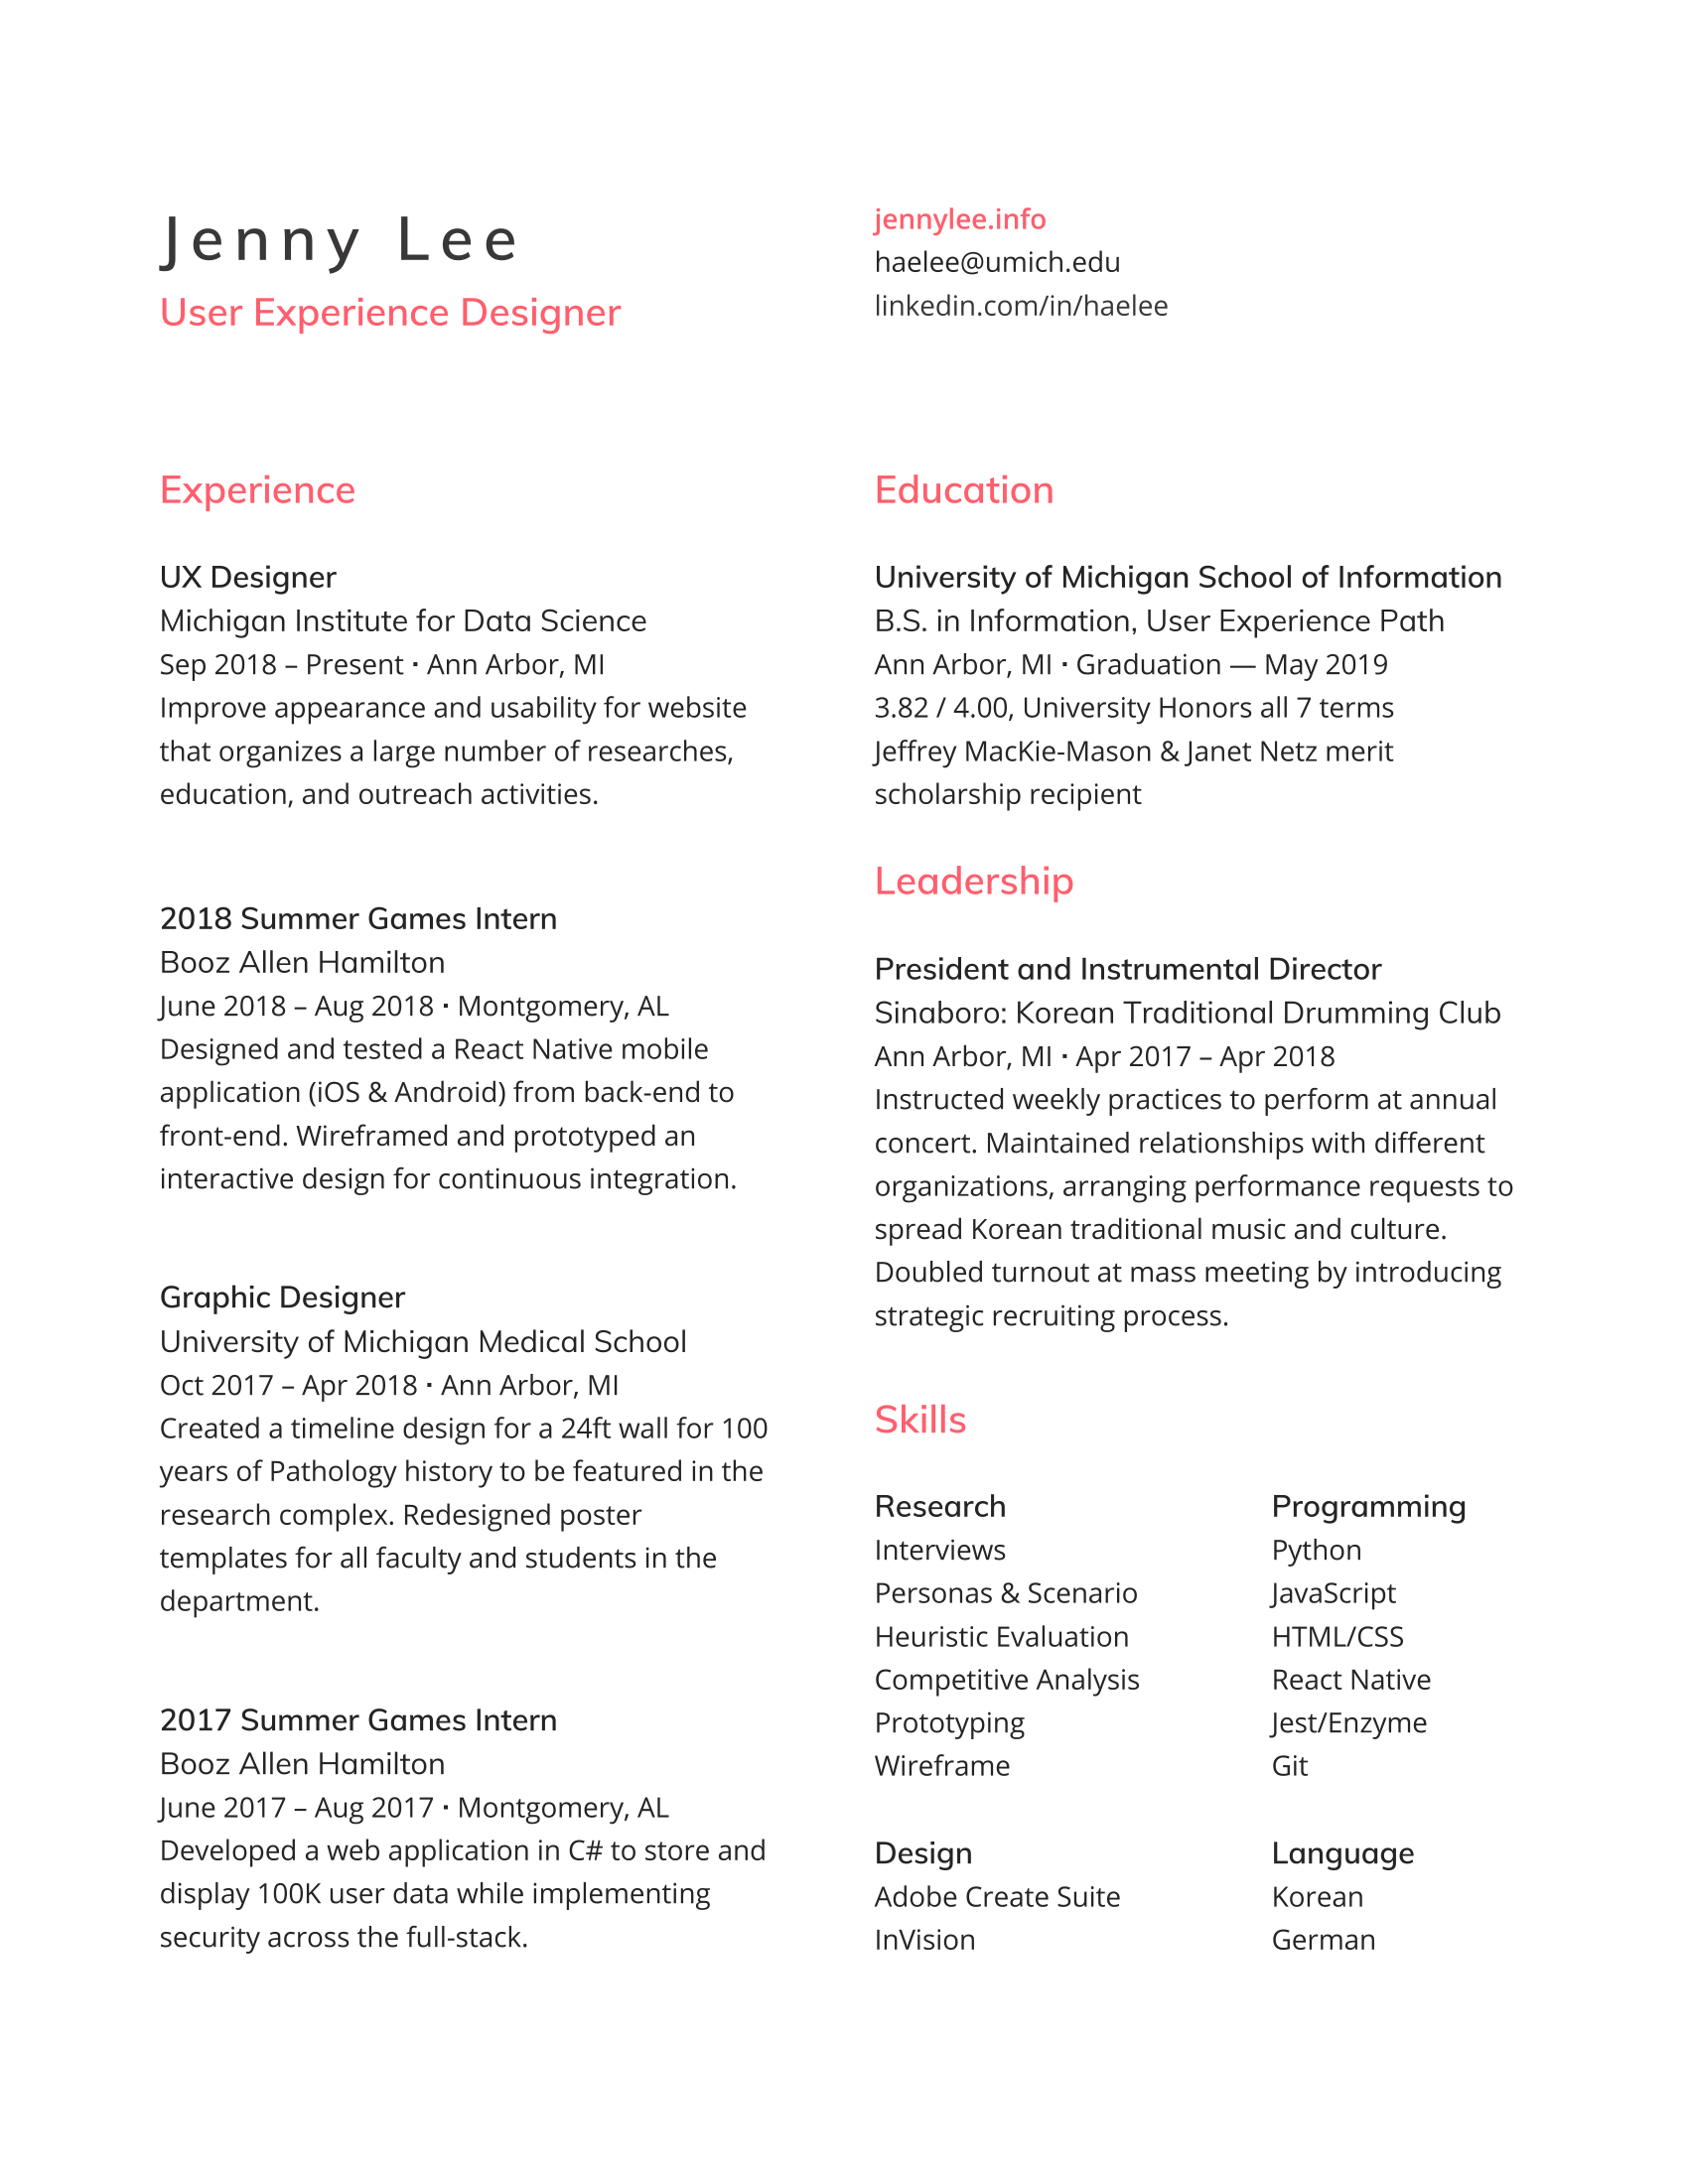 Jenny Lee
User Experience Designer
jennylee.info
haelee@umich.edu
linkedin.com/in/haelee
Experience
UX Designer
Michigan Institute for Data Science
Sep 2018 – Present · Ann Arbor, MI
Improve appearance and usability for website
that organizes a large number of researches,
education, and outreach activities.
2018 Summer Games Intern
Booz Allen Hamilton
June 2018 – Aug 2018 · Montgomery, AL
Designed and tested a React Native mobile
application (iOS & Android) from back-end to
front-end. Wireframed and prototyped an
interactive design for continuous integration.
Graphic Designer
University of Michigan Medical School
Oct 2017 – Apr 2018 · Ann Arbor, MI
Created a timeline design for a 24ft wall for 100
years of Pathology history to be featured in the
research complex. Redesigned poster
templates for all faculty and students in the
department.
2017 Summer Games Intern
Booz Allen Hamilton
June 2017 – Aug 2017 · Montgomery, AL
Developed a web application in C# to store and
display 100K user data while implementing
security across the full-stack.
Education
University of Michigan School of Information
B.S. in Information, User Experience Path
Ann Arbor, MI · Graduation — May 2019
3.82 / 4.00, University Honors all 7 terms
Jeffrey MacKie-Mason & Janet Netz merit
scholarship recipient
Leadership
President and Instrumental Director
Sinaboro: Korean Traditional Drumming Club
Ann Arbor, MI · Apr 2017 – Apr 2018
Instructed weekly practices to perform at annual
concert. Maintained relationships with different
organizations, arranging performance requests to
spread Korean traditional music and culture.
Doubled turnout at mass meeting by introducing
strategic recruiting process.
Skills
Research
Interviews
Personas & Scenario
Heuristic Evaluation
Competitive Analysis
Prototyping
Wireframe
Programming
Python
JavaScript
HTML/CSS
React Native
Jest/Enzyme
Git
Design
Adobe Create Suite
InVision
Language
Korean
German